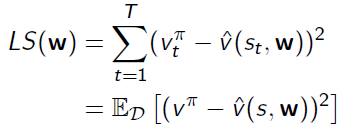 LS(𝐰) = ∑_{t=1}^{T} (v_t^π − v̂(s_t, 𝐰))²
= 𝔼_𝒟 [(v^π − v̂(s, 𝐰))²]